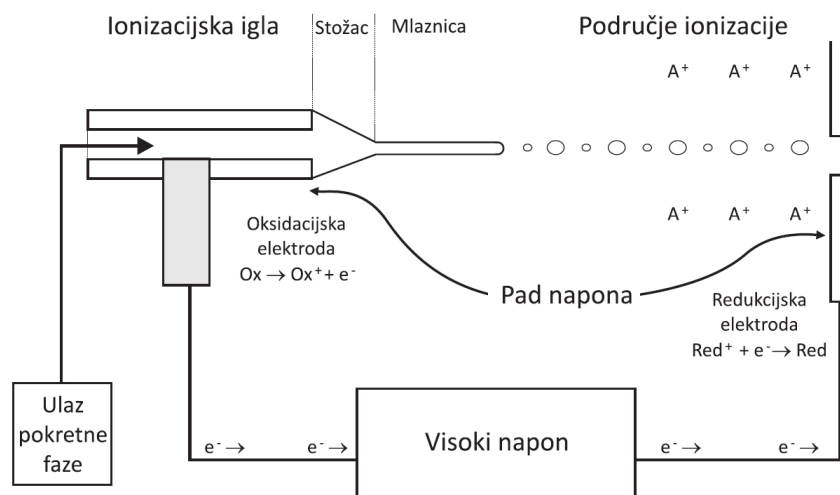 Ionizacijska igla
Stožac
Mlaznica
Područje ionizacije
A⁺ A⁺ A⁺
A⁺ A⁺ A⁺
Oksidacijska
elektroda
Ox → Ox⁺ + e⁻
Pad napona
Redukcijska
elektroda
Red⁺ + e⁻ → Red
Ulaz
pokretne
faze
e⁻ → e⁻ →
Visoki napon
e⁻ → e⁻ →